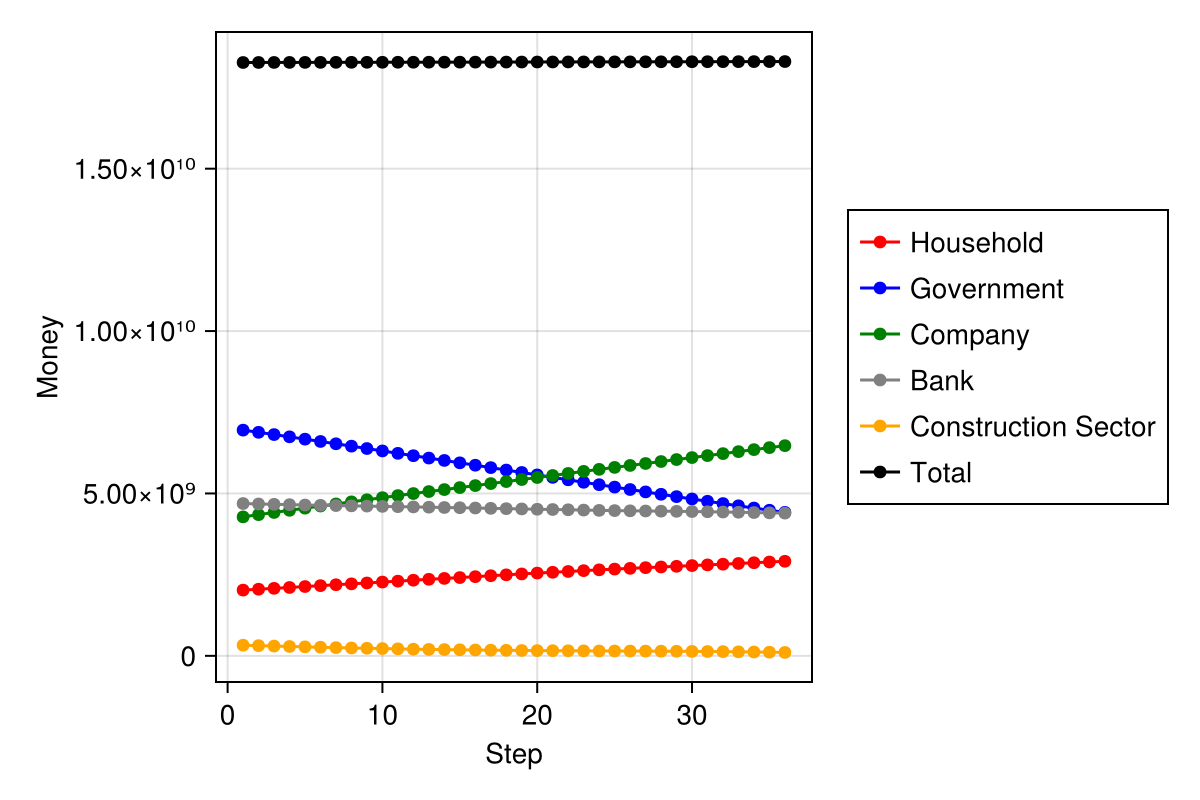 Money
1.50×10¹⁰
1.00×10¹⁰
5.00×10⁹
0
0 10 20 30
Step
Household
Government
Company
Bank
Construction Sector
Total